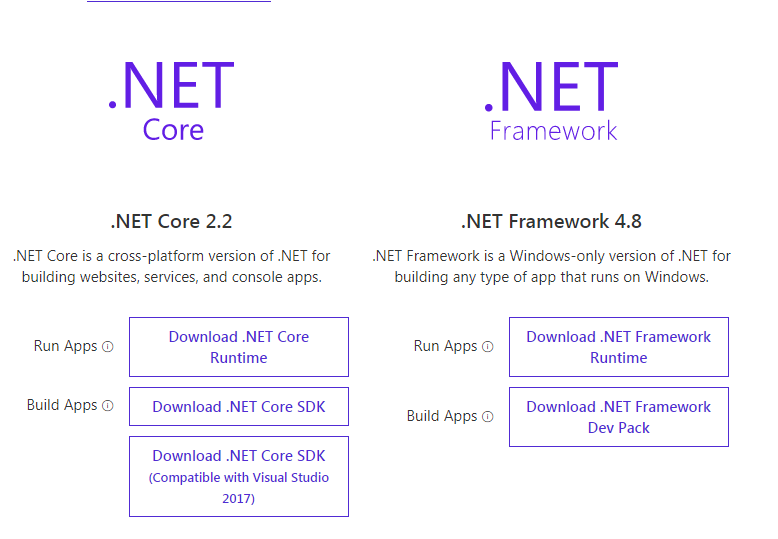 .NET
Core
.NET Core 2.2
.NET Core is a cross-platform version of .NET for
building websites, services, and console apps.
Run Apps
Download .NET Core
Runtime
Build Apps
Download .NET Core SDK
Download .NET Core SDK
(Compatible with Visual Studio
2017)
.NET
Framework
.NET Framework 4.8
.NET Framework is a Windows-only version of .NET for
building any type of app that runs on Windows.
Run Apps
Download .NET Framework
Runtime
Build Apps
Download .NET Framework
Dev Pack